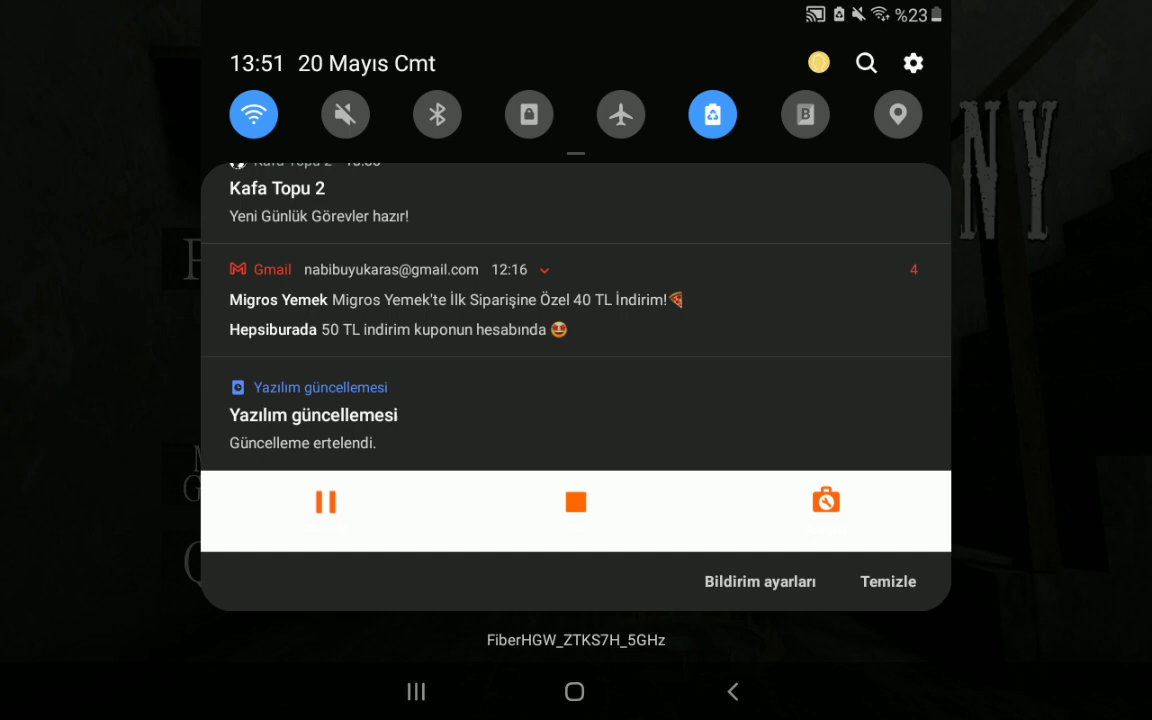 %23
13:51 20 Mayıs Cmt
B
Kafa Topu 2
Yeni Günlük Görevler hazır!
Gmail nabibuyukaras@gmail.com 12:16 4
Migros Yemek Migros Yemek'te İlk Siparişine Özel 40 TL İndirim!🍕
Hepsiburada 50 TL indirim kuponun hesabında 🤩
Yazılım güncellemesi
Yazılım güncellemesi
Güncelleme ertelendi.
Bildirim ayarları Temizle
FiberHGW_ZTKS7H_5GHz
NY